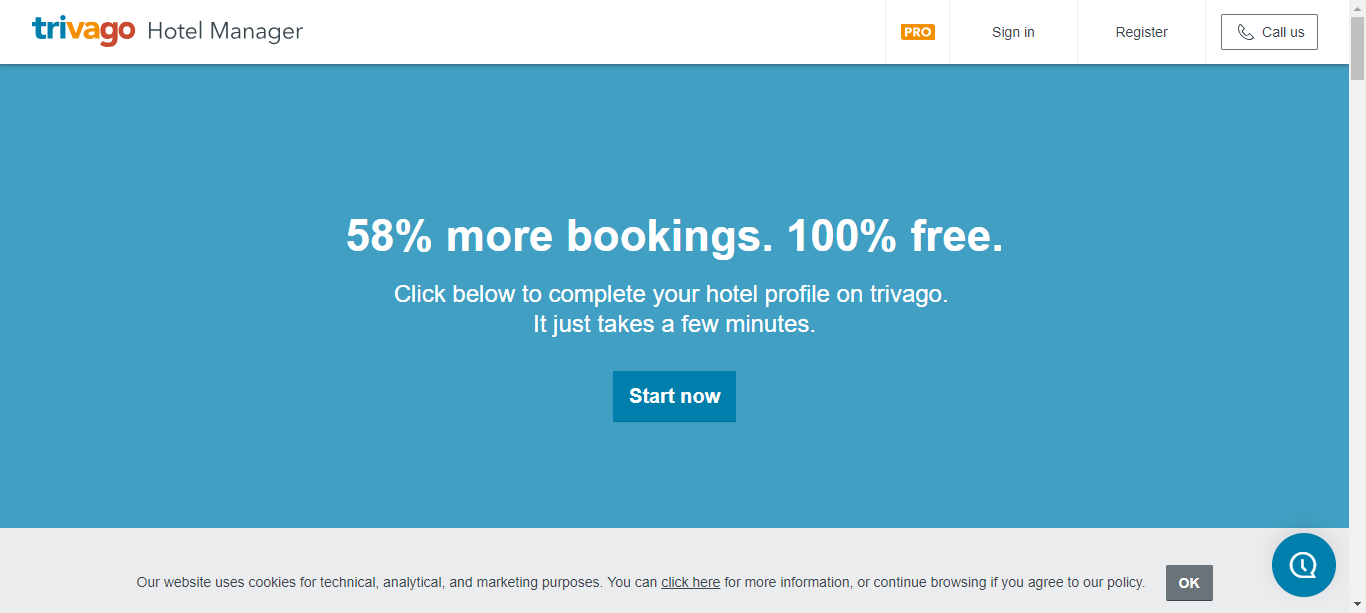 trivago Hotel Manager
PRO
Sign in
Register
Call us
58% more bookings. 100% free.
Click below to complete your hotel profile on trivago.
It just takes a few minutes.
Start now
Our website uses cookies for technical, analytical, and marketing purposes. You can click here for more information, or continue browsing if you agree to our policy.
OK